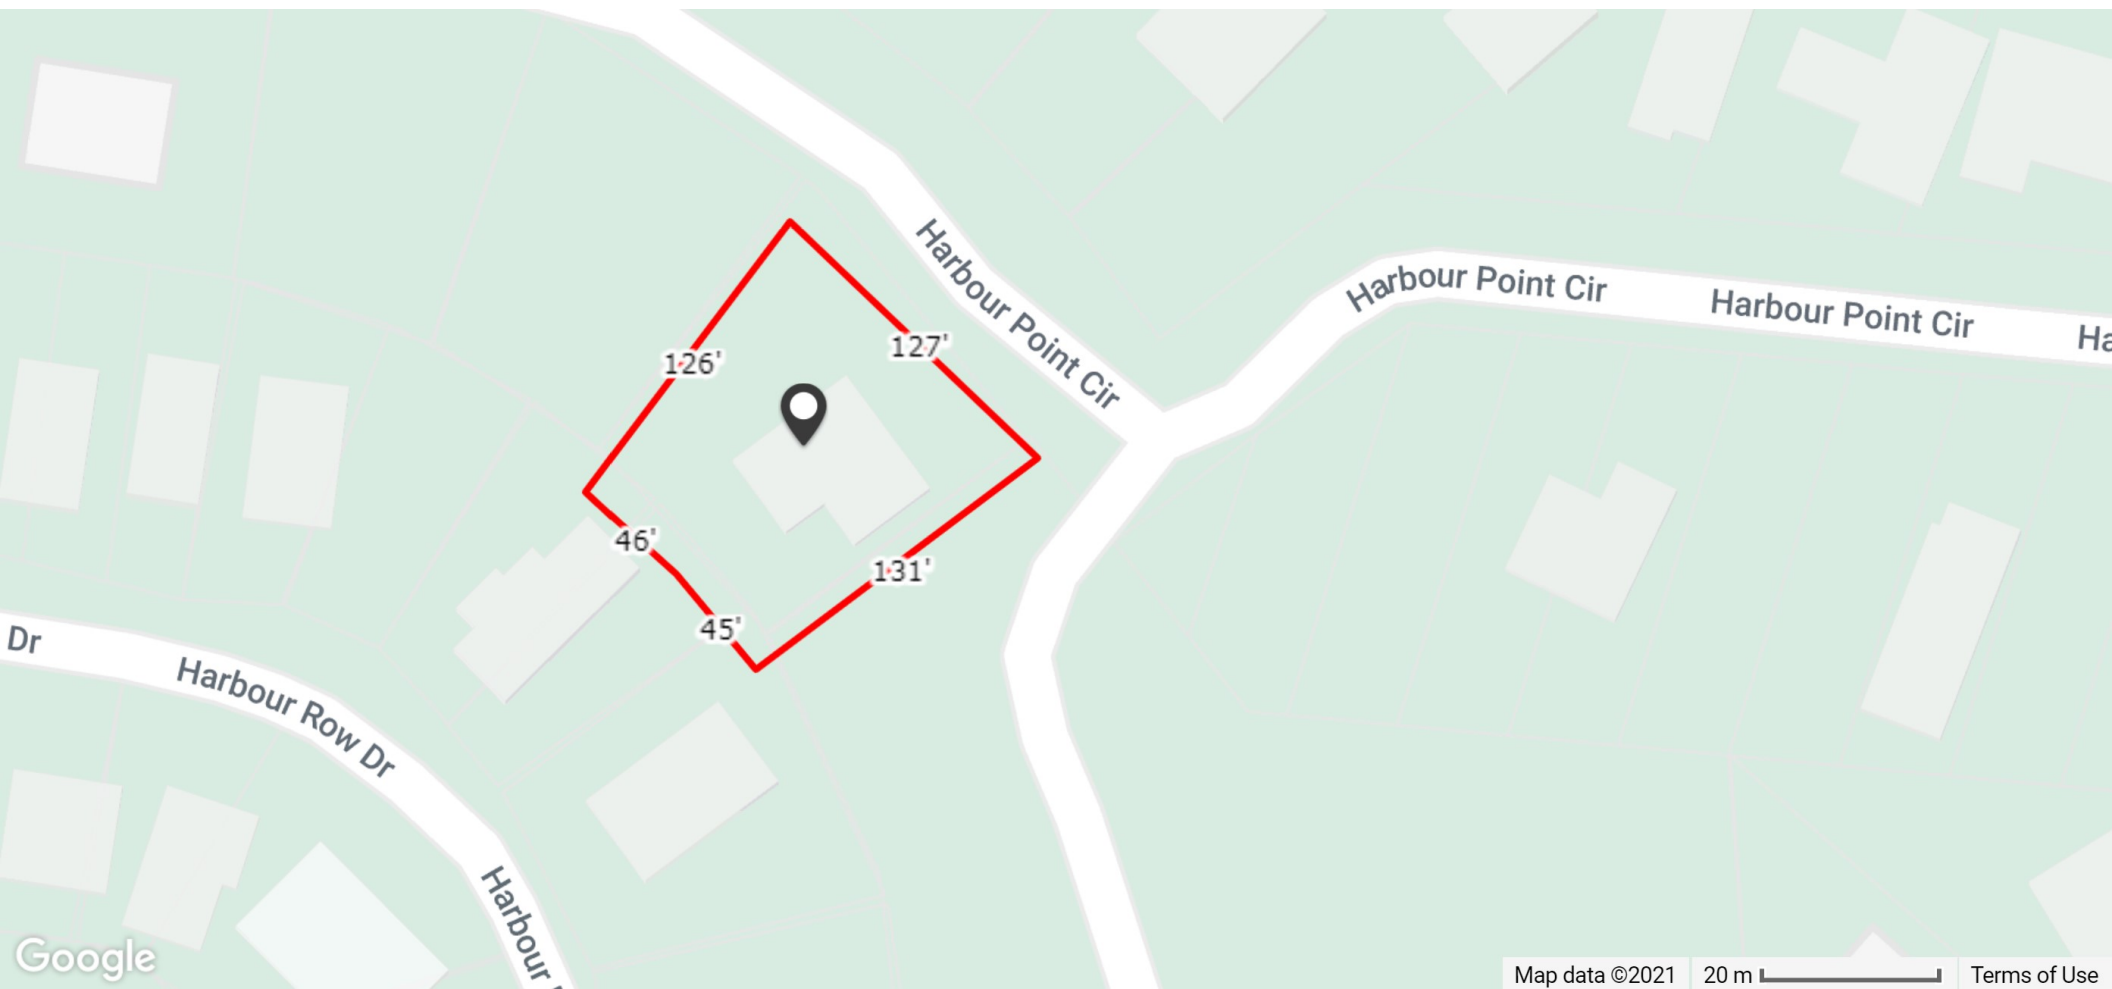 Harbour Point Cir
Harbour Point Cir
Harbour Point Cir
Ha
127'
126'
46'
131'
45'
Dr
Harbour Row Dr
Harbour
Google
Map data ©2021
20 m
Terms of Use